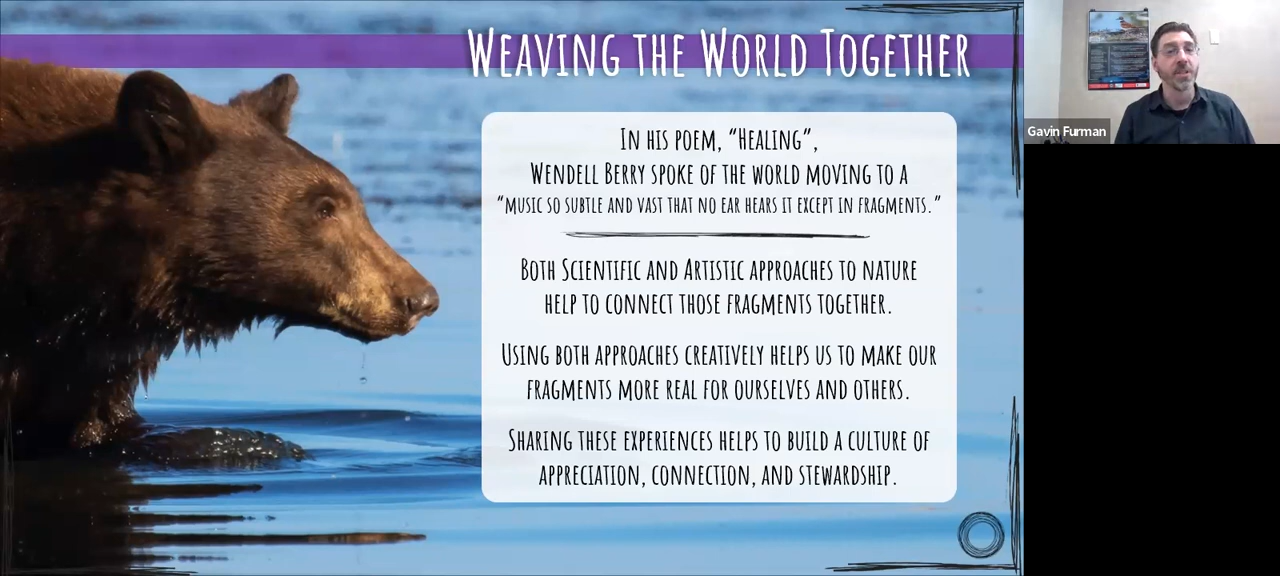 Weaving the World Together
In his poem, “Healing”,
Wendell Berry spoke of the world moving to a
“music so subtle and vast that no ear hears it except in fragments.”
Both Scientific and Artistic approaches to nature
help to connect those fragments together.
Using both approaches creatively helps us to make our
fragments more real for ourselves and others.
Sharing these experiences helps to build a culture of
appreciation, connection, and stewardship.
Gavin Furman